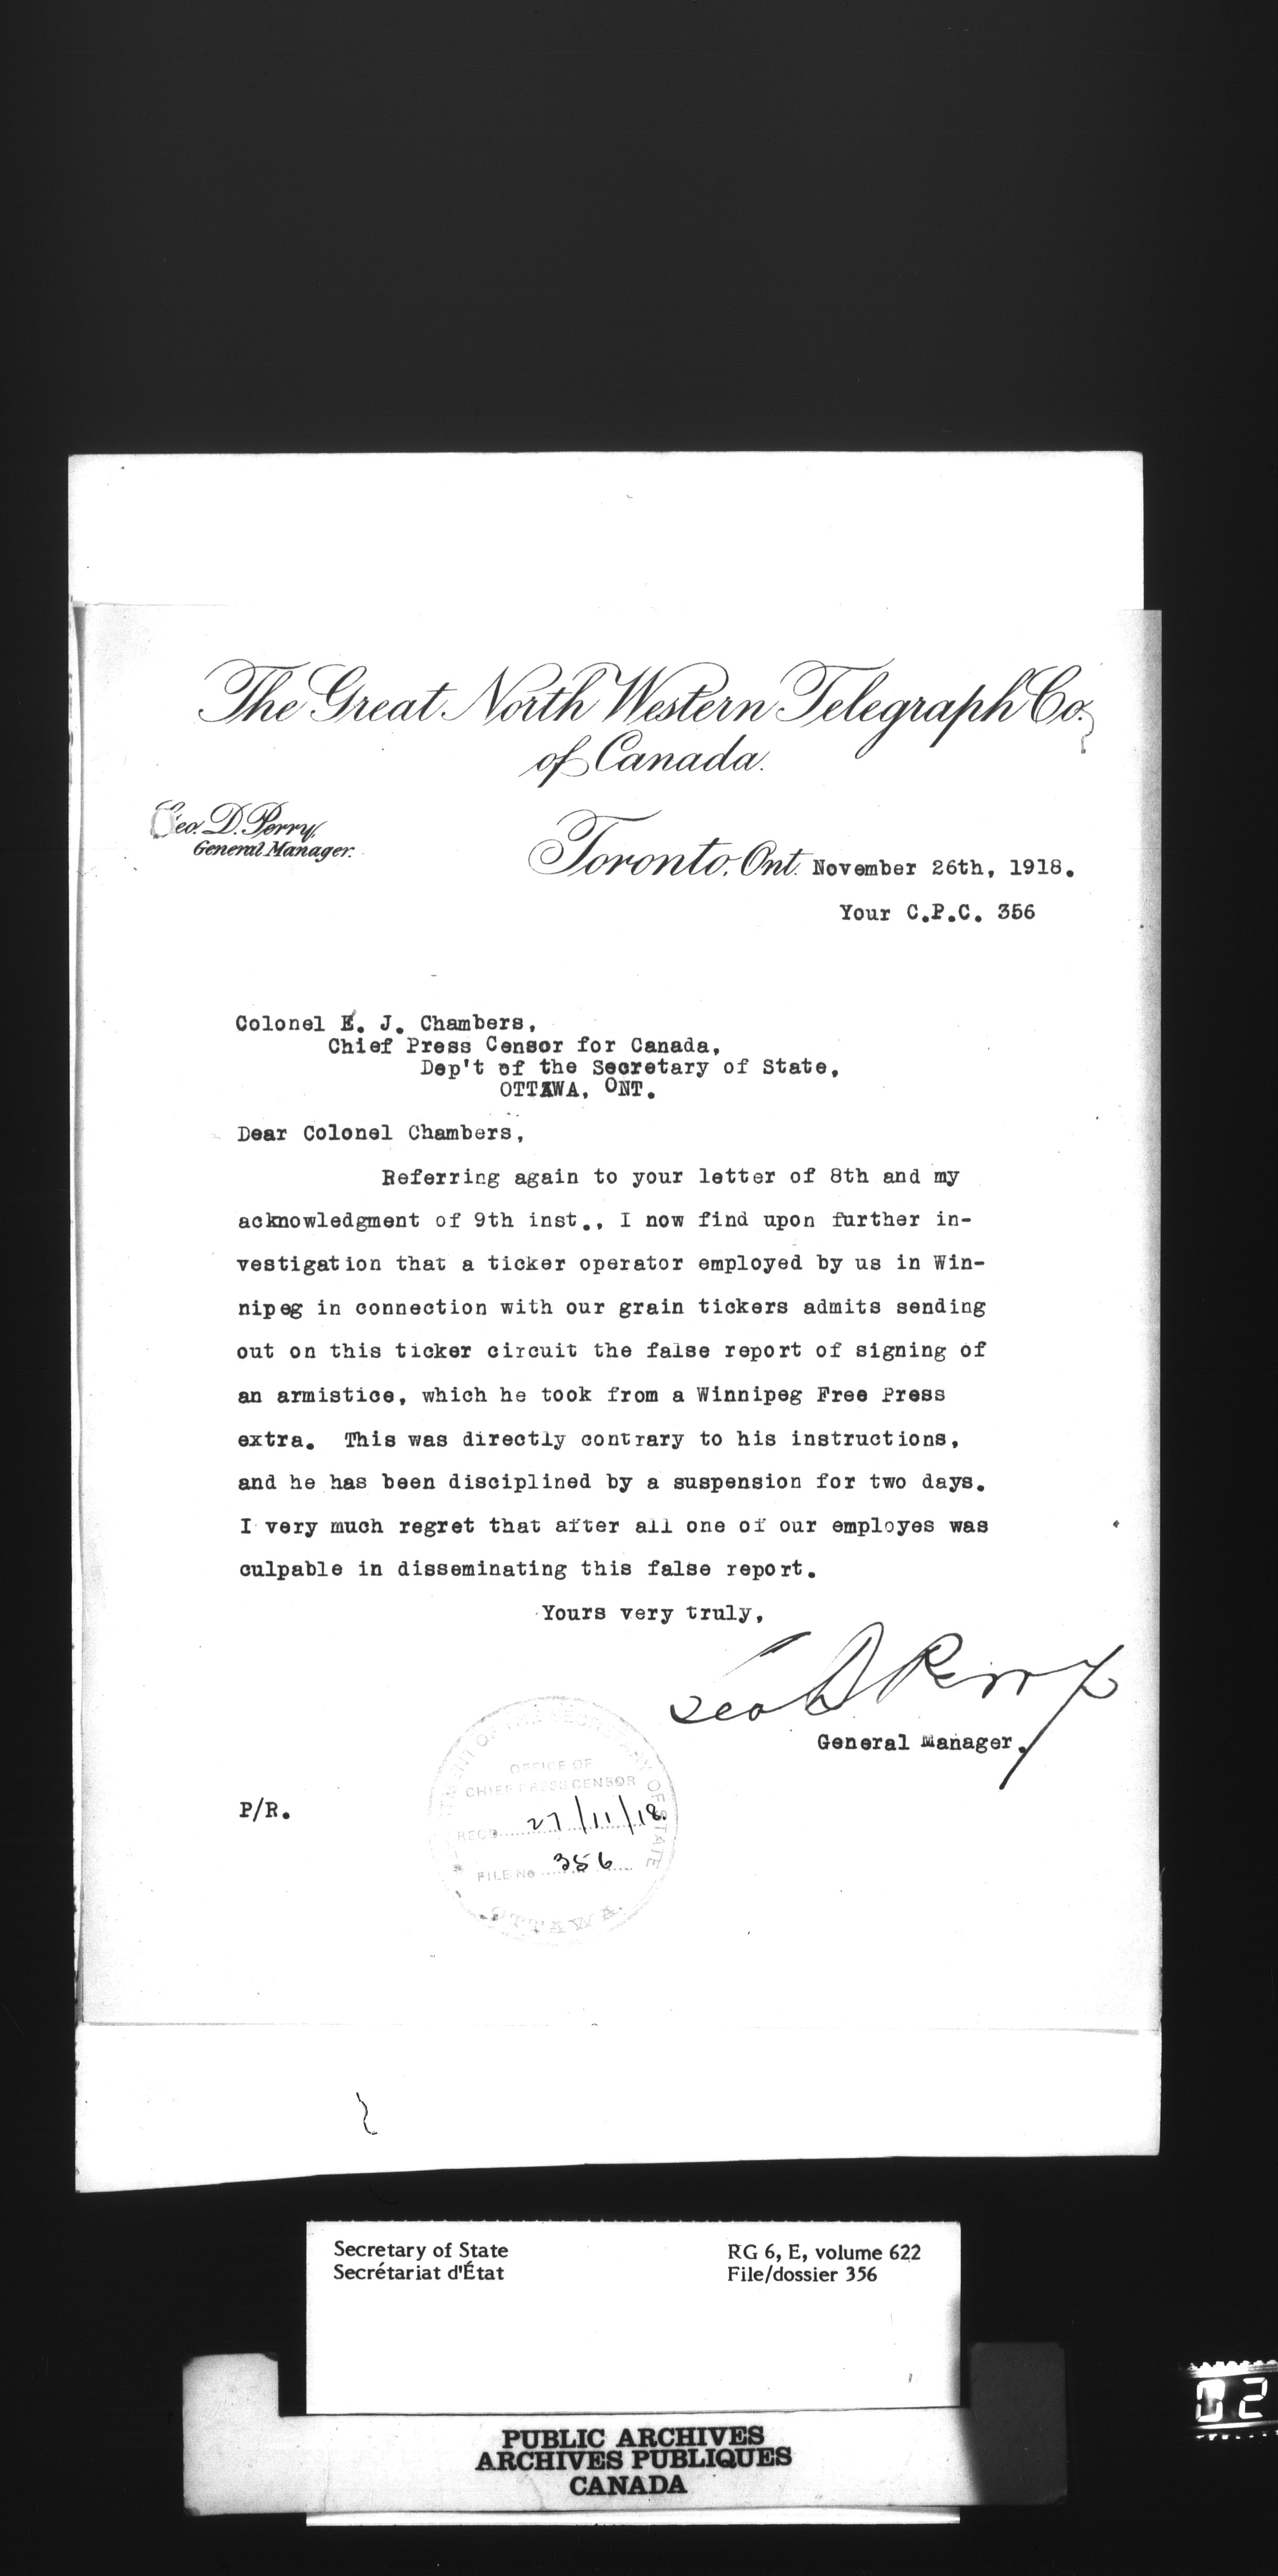 The Great North Western Telegraph Co.
of Canada.
Geo. D. Perry,
General Manager.
Toronto, Ont. November 26th, 1918.
Your C.P.C. 356
Colonel E. J. Chambers,
Chief Press Censor for Canada,
Dep't of the Secretary of State,
OTTAWA, ONT.
Dear Colonel Chambers,
Referring again to your letter of 8th and my
acknowledgment of 9th inst., I now find upon further in-
vestigation that a ticker operator employed by us in Win-
nipeg in connection with our grain tickers admits sending
out on this ticker circuit the false report of signing of
an armistice, which he took from a Winnipeg Free Press
extra. This was directly contrary to his instructions,
and he has been disciplined by a suspension for two days.
I very much regret that after all one of our employes was
culpable in disseminating this false report.
Yours very truly,
Geo D Perry
General Manager.
P/R.
DEPARTMENT OF THE SECRETARY OF STATE
OFFICE OF
CHIEF PRESS CENSOR
REC'D 27/11/18
FILE NO 356
OTTAWA
Secretary of State
Secrétariat d'État
RG 6, E, volume 622
File/dossier 356
PUBLIC ARCHIVES
ARCHIVES PUBLIQUES
CANADA
02